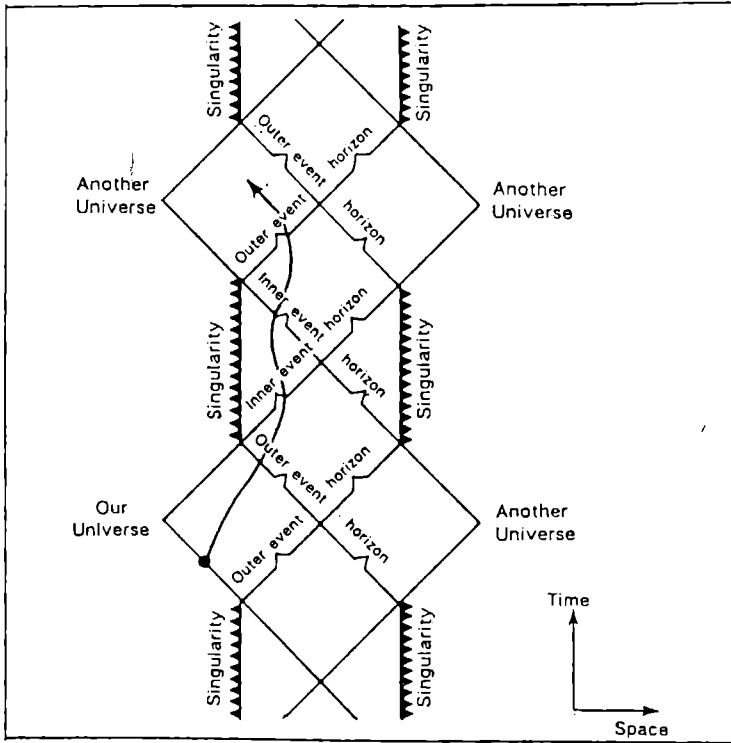 Singularity
Singularity
Outer event
horizon
Another
Universe
Another
Universe
Outer event
horizon
Inner event
horizon
Singularity
Singularity
Inner event
horizon
Outer event
horizon
Our
Universe
Another
Universe
Outer event
horizon
Singularity
Singularity
Time
Space